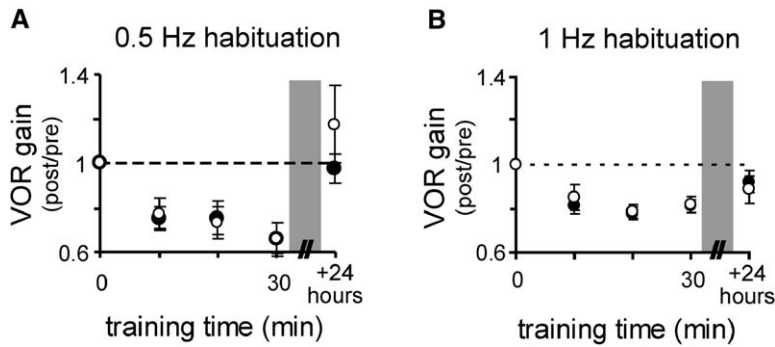 A
0.5 Hz habituation
VOR gain
(post/pre)
1.4
1
0.6
0
30
+24
hours
training time (min)
B
1 Hz habituation
VOR gain
(post/pre)
1.4
1
0.6
0
30
+24
hours
training time (min)